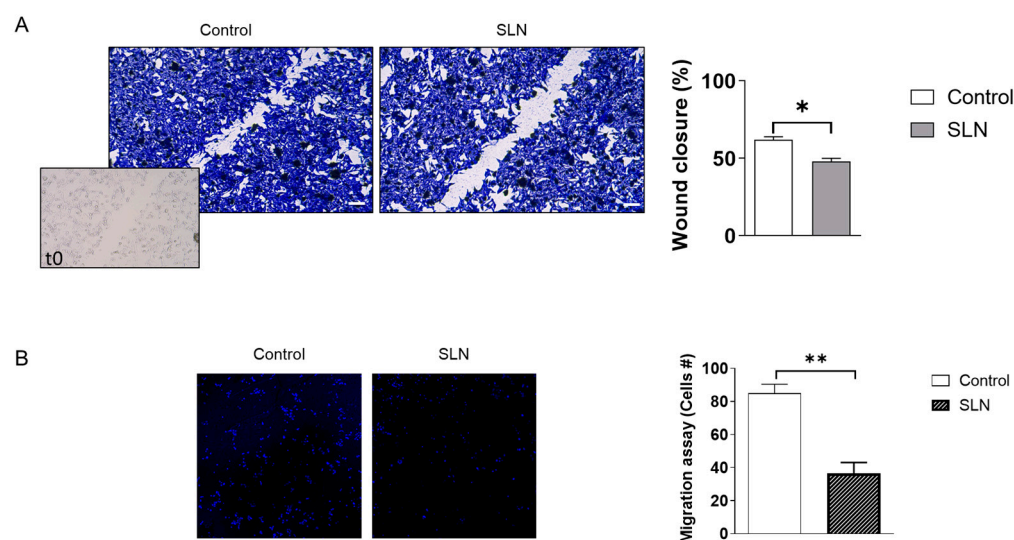 A
Control
SLN
t0
Wound closure (%)
100
50
0
*
Control
SLN
B
Control
SLN
Migration assay (Cells #)
100
80
60
40
20
0
**
Control
SLN